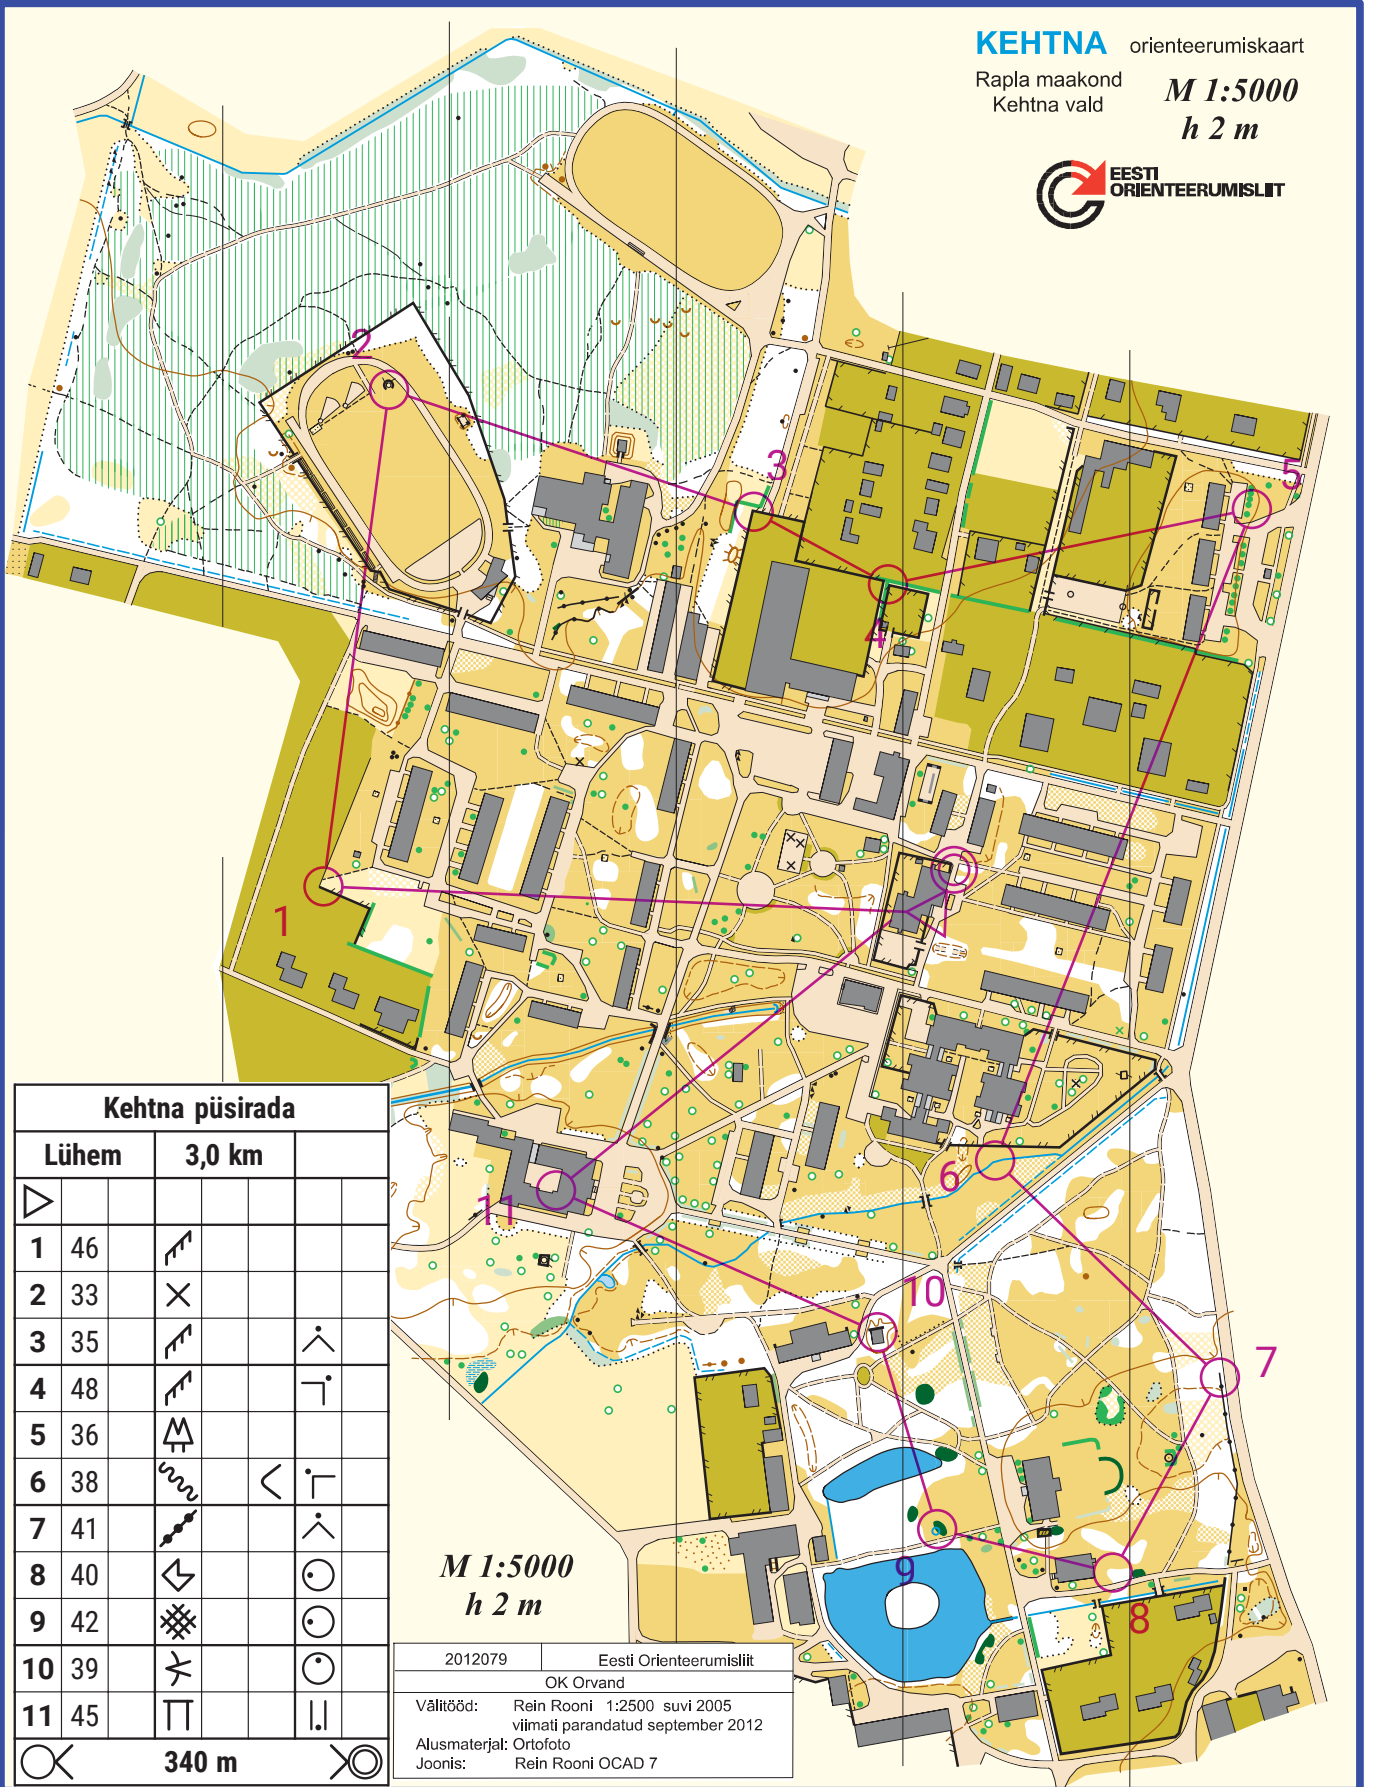 KEHTNA orienteerumiskaart
Rapla maakond
Kehtna vald
M 1:5000
h 2 m
EESTI
ORIENTEERUMISLIIT
2
3
5
4
1
6
11
10
7
9
8
Kehtna püsirada
Lühem 3,0 km
1 46
2 33
3 35
4 48
5 36
6 38
7 41
8 40
9 42
10 39
11 45
340 m
M 1:5000
h 2 m
2012079 Eesti Orienteerumisliit
OK Orvand
Välitööd: Rein Rooni 1:2500 suvi 2005
viimati parandatud september 2012
Alusmaterjal: Ortofoto
Joonis: Rein Rooni OCAD 7